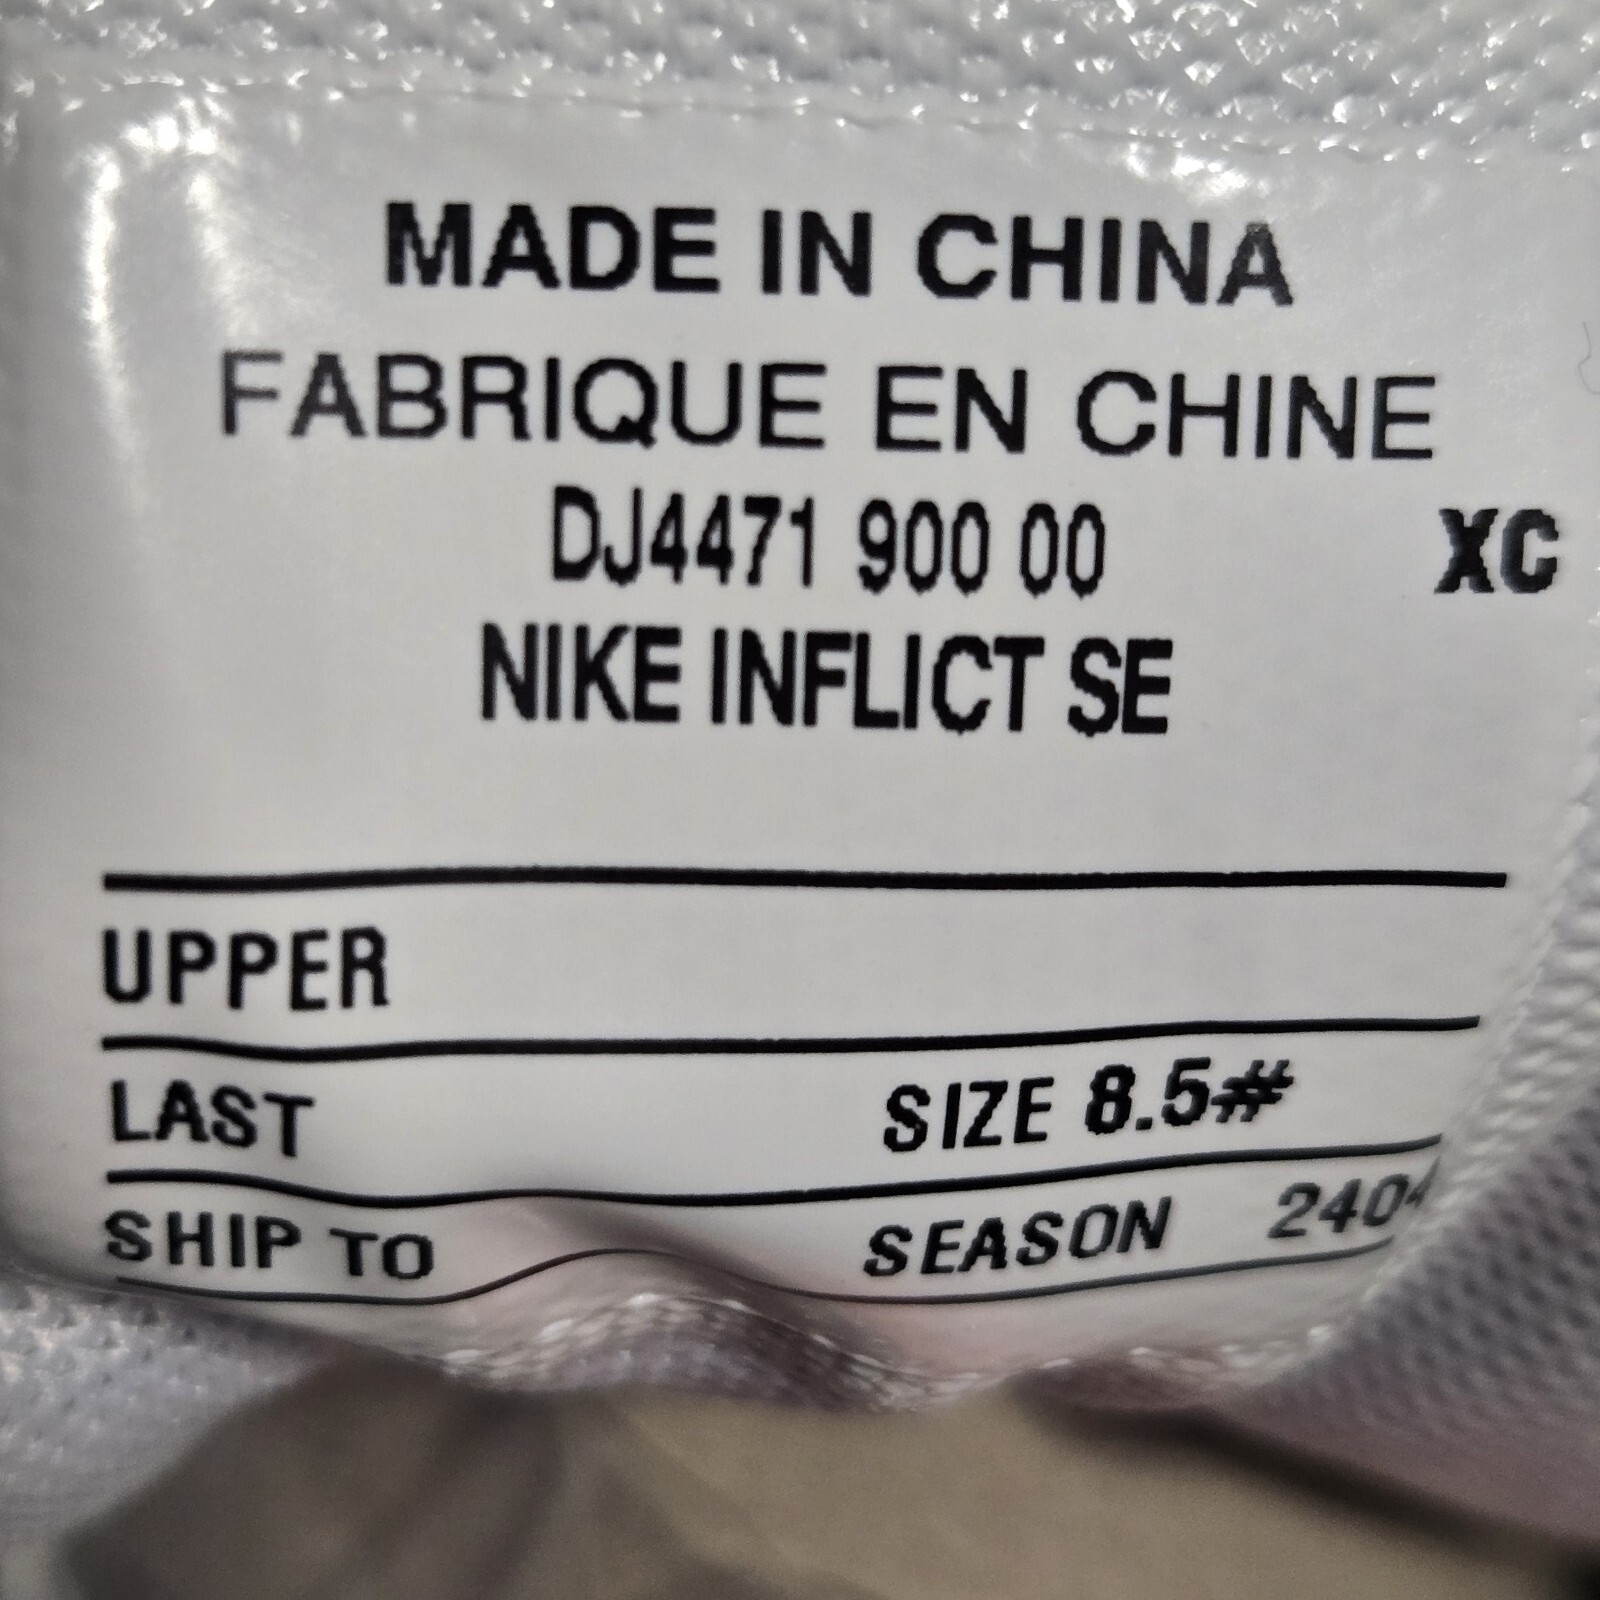 MADE IN CHINA
FABRIQUE EN CHINE
DJ4471 900 00 XC
NIKE INFLICT SE
UPPER
LAST SIZE 8.5#
SHIP TO SEASON 2404